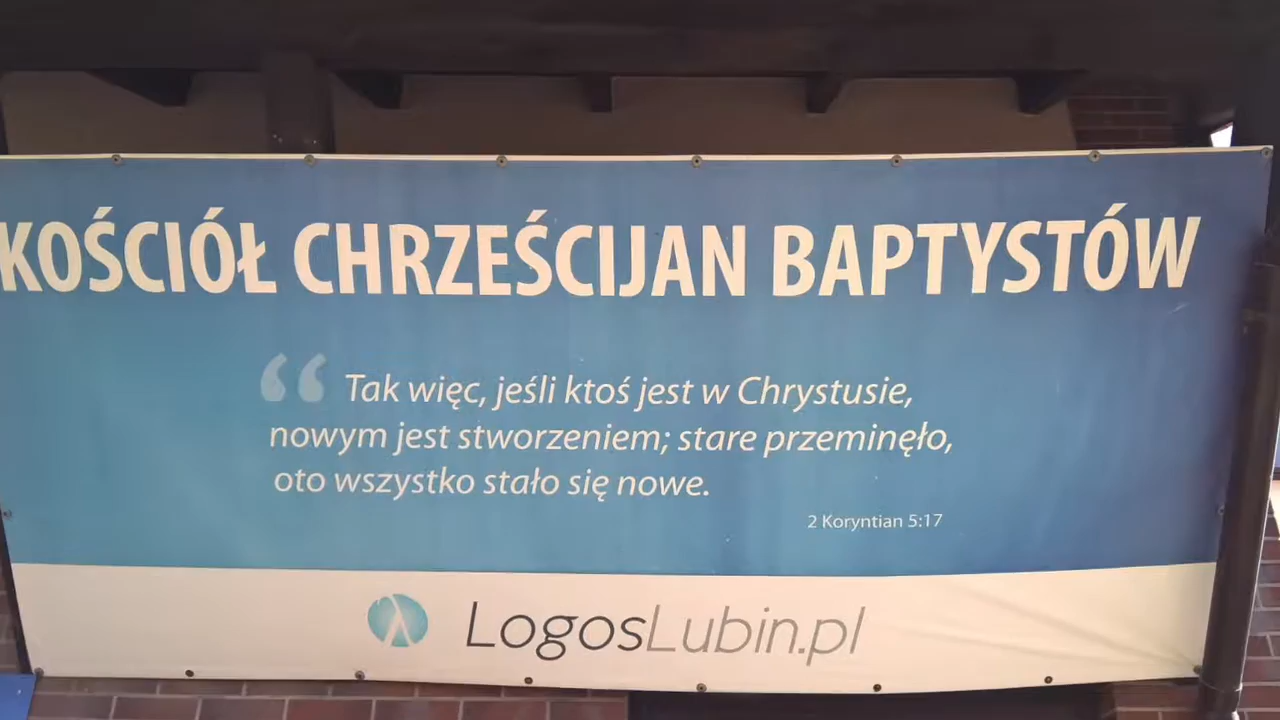 KOŚCIÓŁ CHRZEŚCIJAN BAPTYSTÓW
“ Tak więc, jeśli ktoś jest w Chrystusie,
nowym jest stworzeniem; stare przeminęło,
oto wszystko stało się nowe.
2 Koryntian 5:17
LogosLubin.pl